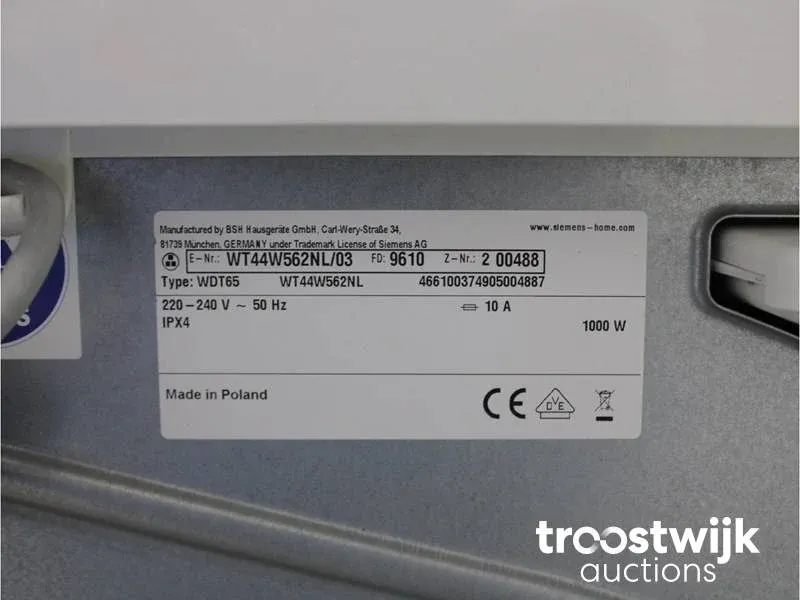 Manufactured by BSH Hausgeräte GmbH, Carl-Wery-Straße 34,
www.siemens-home.com
81739 München, GERMANY under Trademark License of Siemens AG
E-Nr.: WT44W562NL/03 FD: 9610 Z-Nr.: 2 00488
Type: WDT65 WT44W562NL 466100374905004887
220-240 V ~ 50 Hz 10 A
IPX4 1000 W
Made in Poland
CE DVE
s
troostwijk
auctions